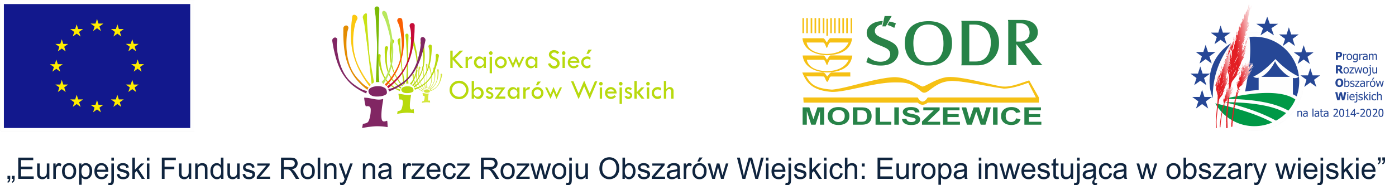 Krajowa Sieć
Obszarów Wiejskich
ŚODR
MODLISZEWICE
Program
Rozwoju
Obszarów
Wiejskich
na lata 2014-2020
„Europejski Fundusz Rolny na rzecz Rozwoju Obszarów Wiejskich: Europa inwestująca w obszary wiejskie”